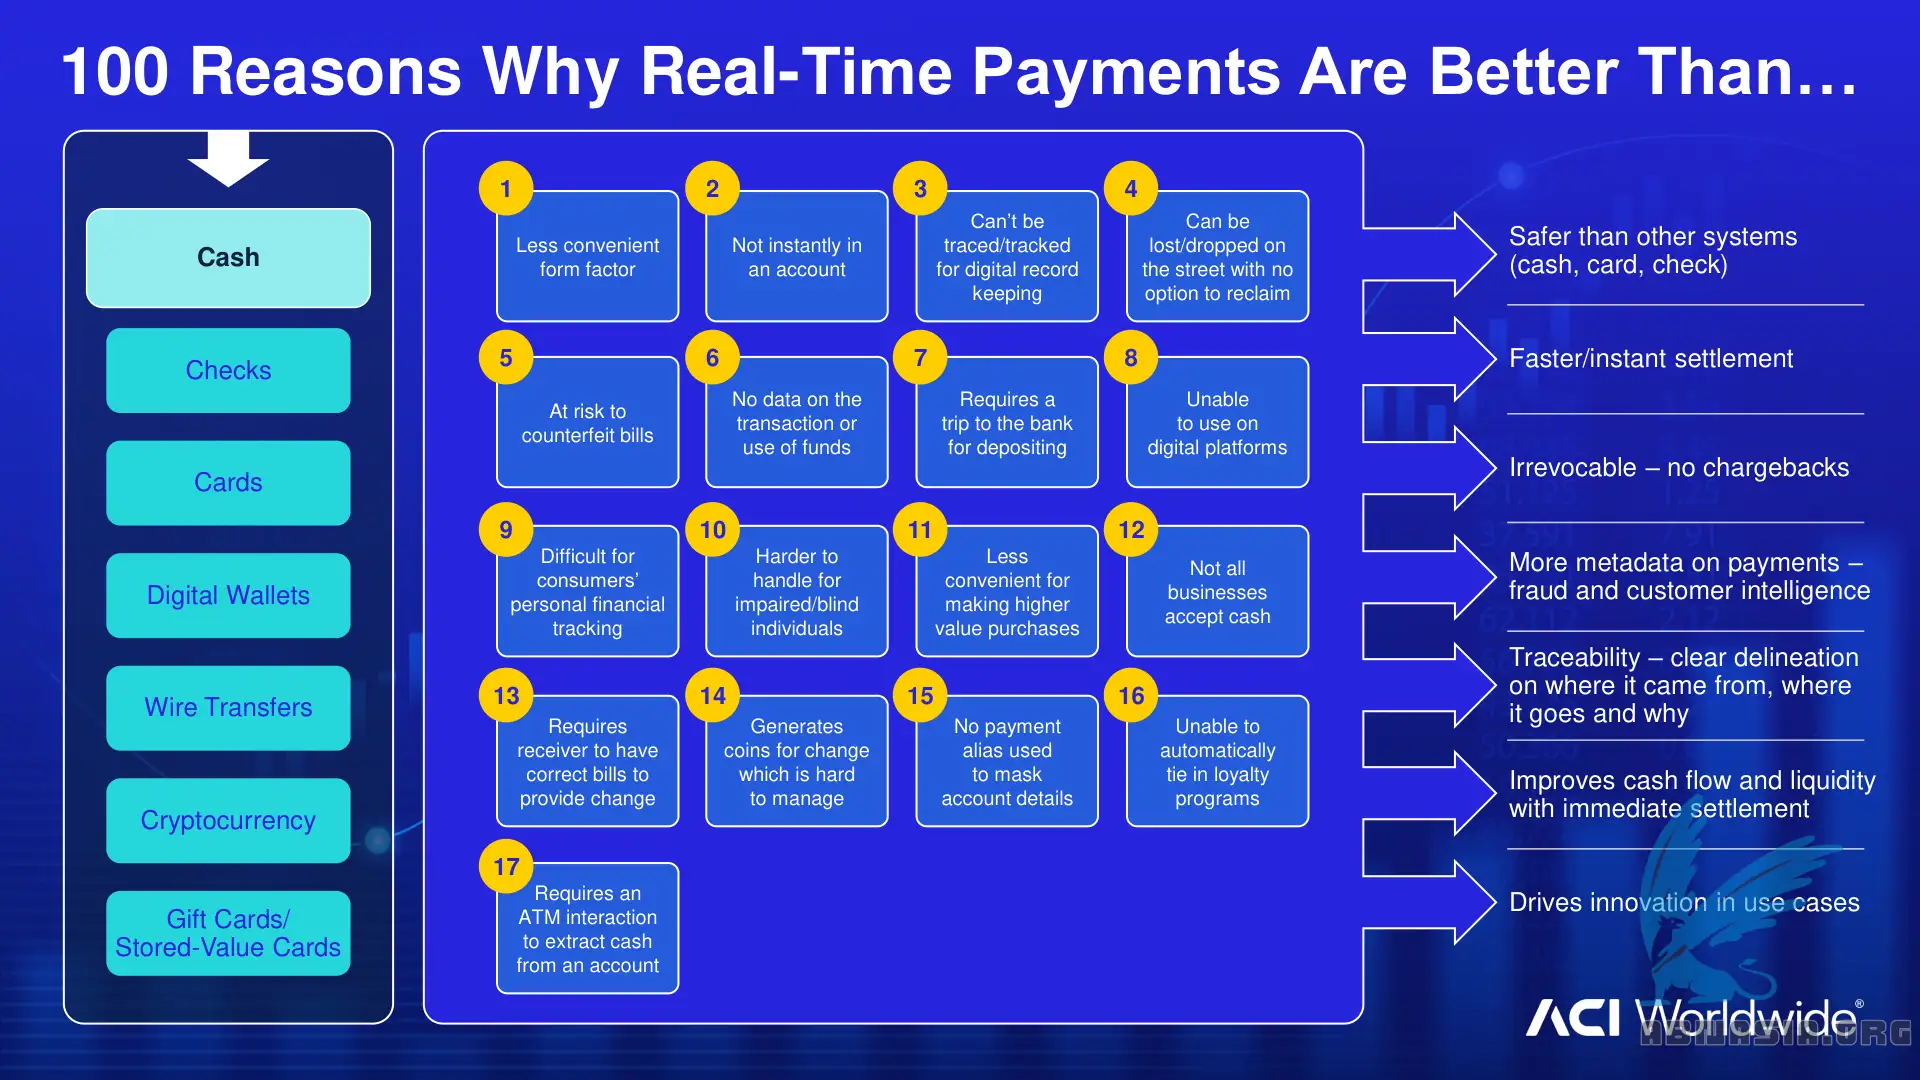 100 Reasons Why Real-Time Payments Are Better Than…
Cash
Checks
Cards
Digital Wallets
Wire Transfers
Cryptocurrency
Gift Cards/
Stored-Value Cards
1
Less convenient
form factor
2
Not instantly in
an account
3
Can’t be
traced/tracked
for digital record
keeping
4
Can be
lost/dropped on
the street with no
option to reclaim
5
At risk to
counterfeit bills
6
No data on the
transaction or
use of funds
7
Requires a
trip to the bank
for depositing
8
Unable
to use on
digital platforms
9
Difficult for
consumers’
personal financial
tracking
10
Harder to
handle for
impaired/blind
individuals
11
Less
convenient for
making higher
value purchases
12
Not all
businesses
accept cash
13
Requires
receiver to have
correct bills to
provide change
14
Generates
coins for change
which is hard
to manage
15
No payment
alias used
to mask
account details
16
Unable to
automatically
tie in loyalty
programs
17
Requires an
ATM interaction
to extract cash
from an account
Safer than other systems
(cash, card, check)
Faster/instant settlement
Irrevocable – no chargebacks
More metadata on payments –
fraud and customer intelligence
Traceability – clear delineation
on where it came from, where
it goes and why
Improves cash flow and liquidity
with immediate settlement
Drives innovation in use cases
ACI Worldwide®
ABNASIA.ORG